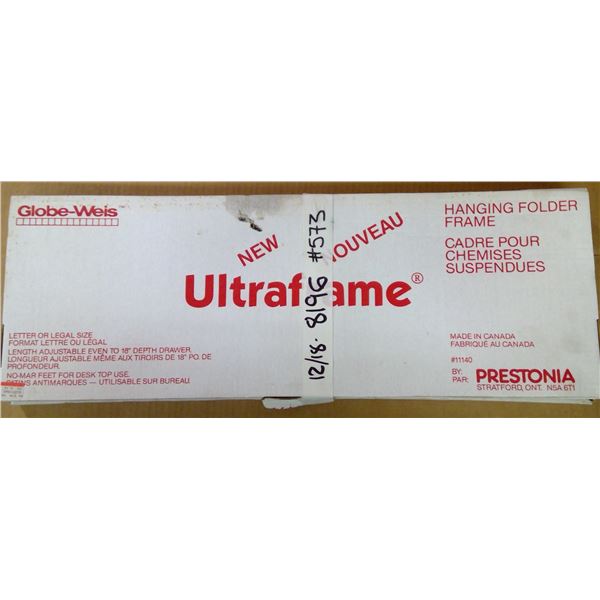 Globe-Weis
NEW
NOUVEAU
Ultraframe®
HANGING FOLDER
FRAME
CADRE POUR
CHEMISES
SUSPENDUES
12/18. 8196 #573
LETTER OR LEGAL SIZE
FORMAT LETTRE OU LÉGAL
LENGTH ADJUSTABLE EVEN TO 18" DEPTH DRAWER.
LONGUEUR AJUSTABLE MÊME AUX TIROIRS DE 18" PO. DE
PROFONDEUR.
NO-MAR FEET FOR DESK TOP USE.
PATINS ANTIMARQUES — UTILISABLE SUR BUREAU.
MADE IN CANADA
FABRIQUÉ AU CANADA
#11140
BY:
PAR: PRESTONIA
STRATFORD, ONT. N5A 6T1